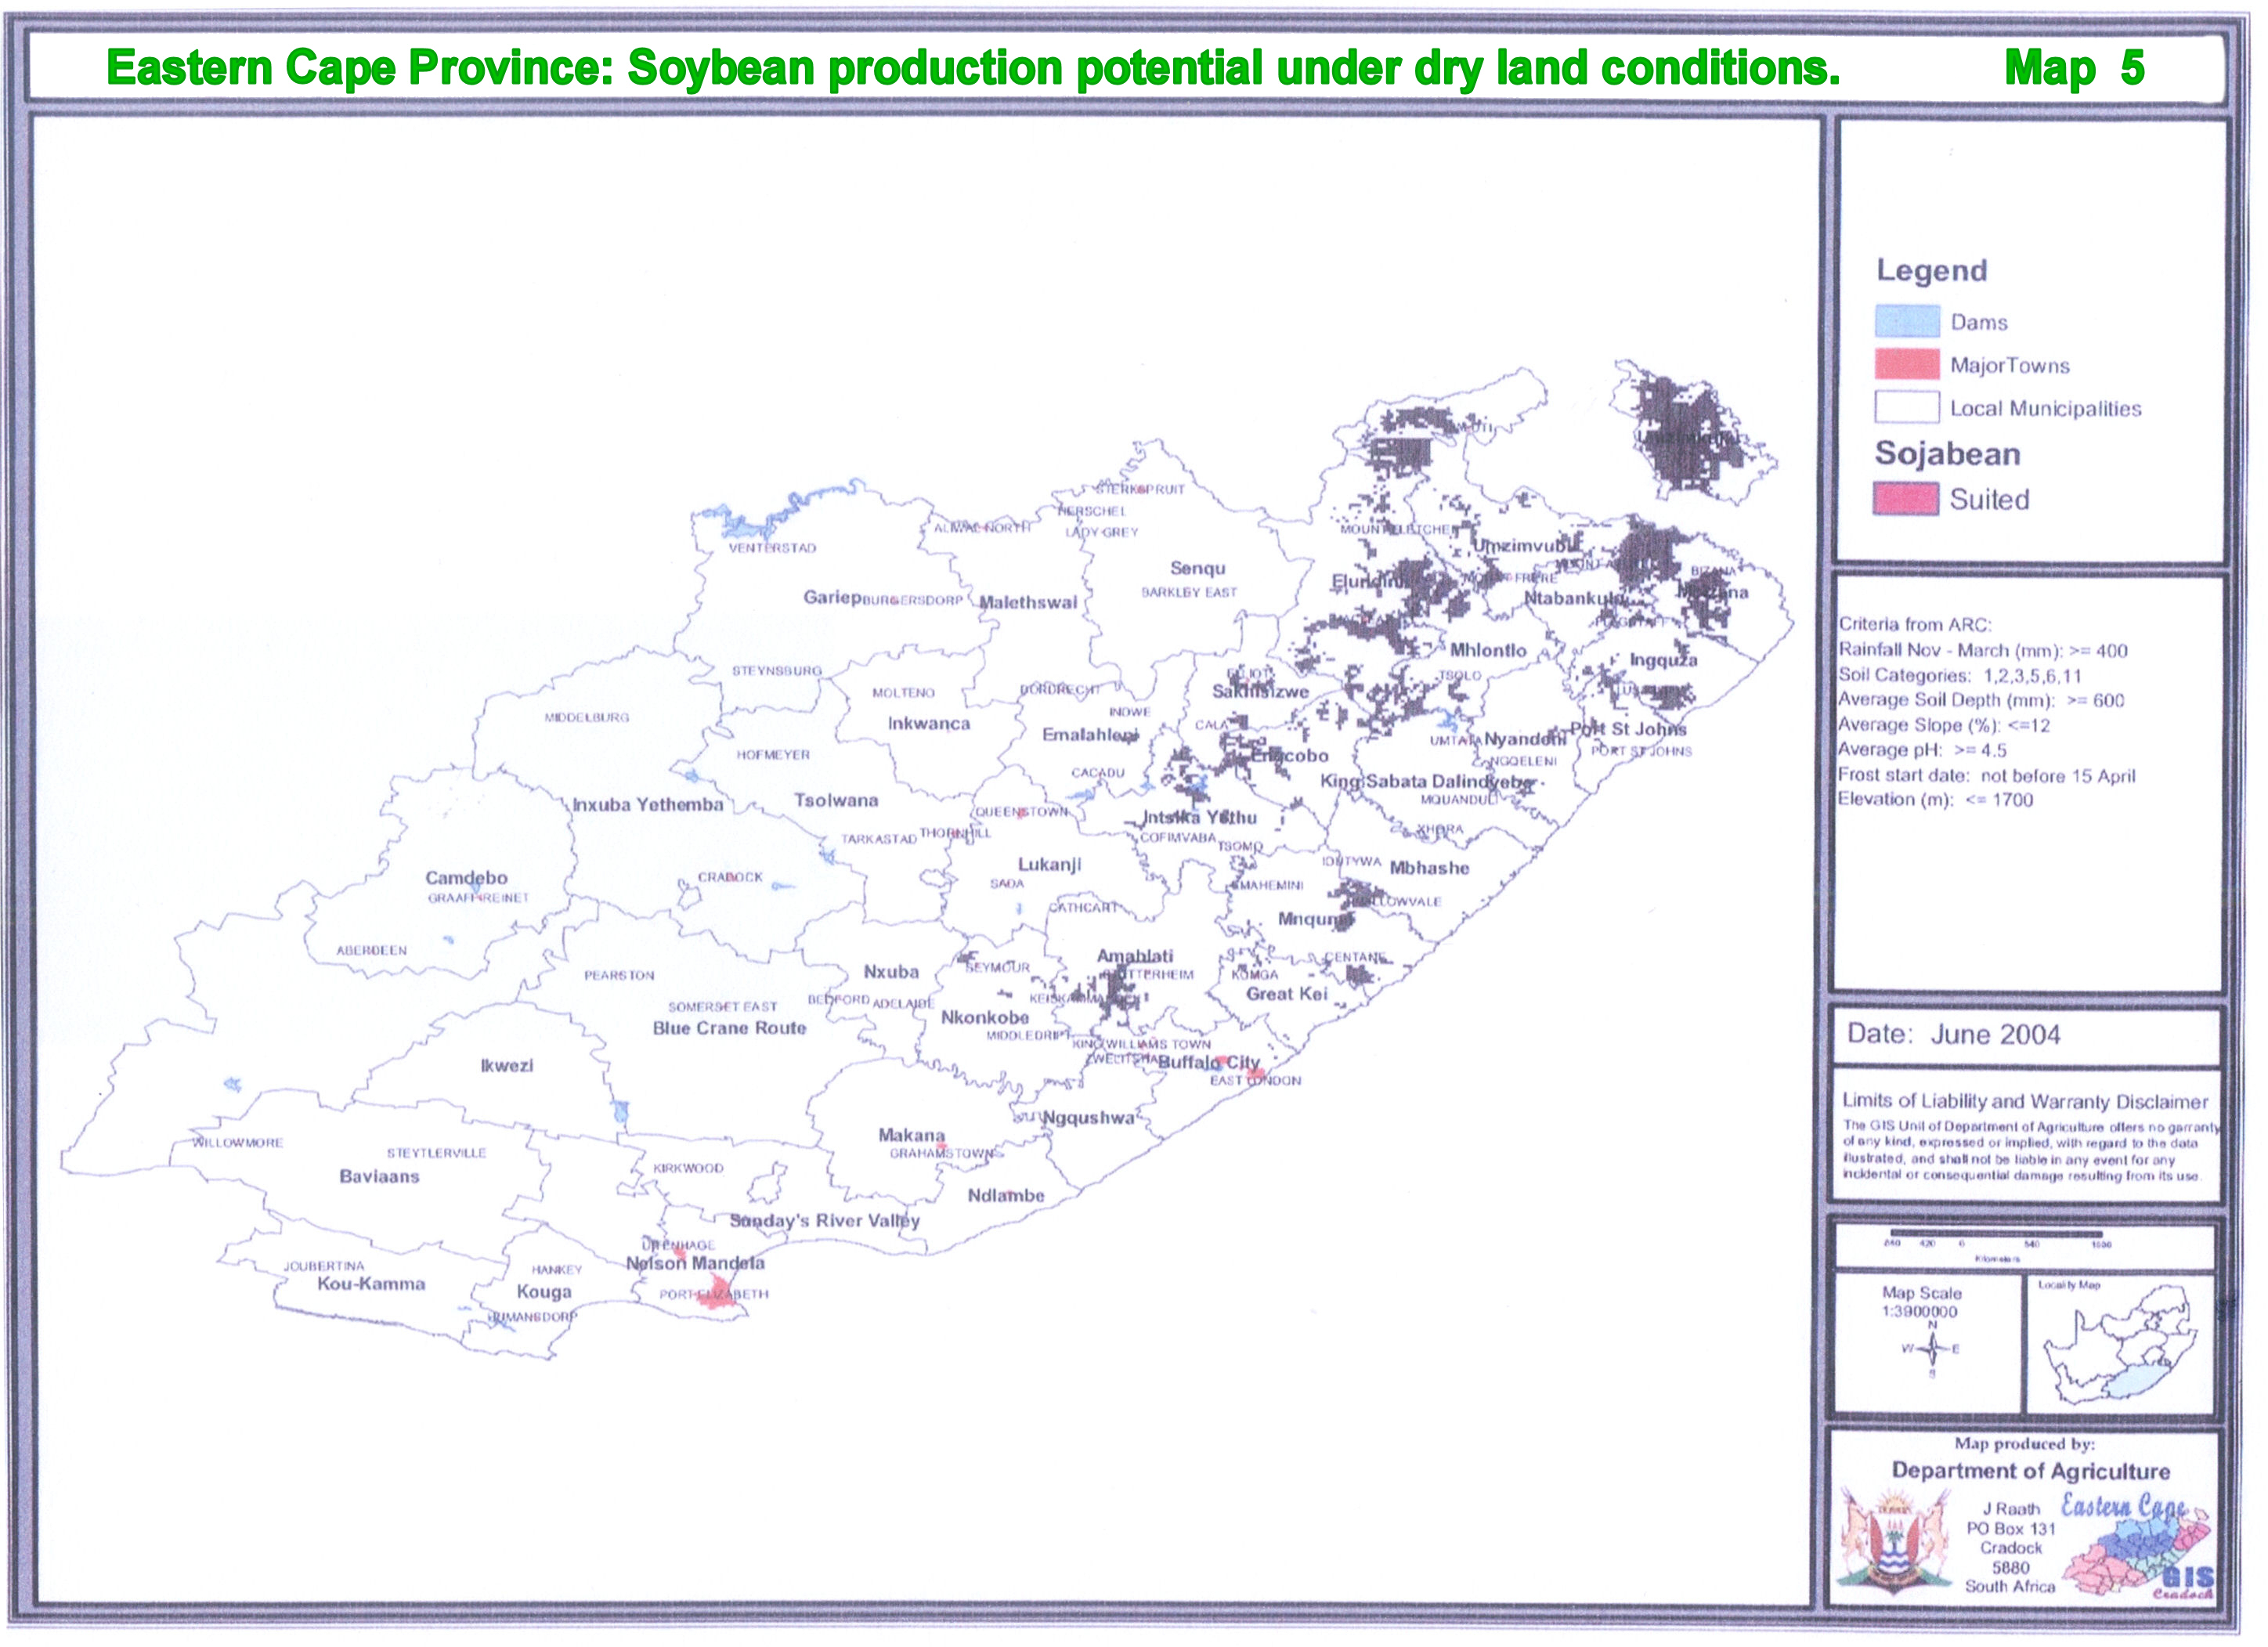 Eastern Cape Province: Soybean production potential under dry land conditions. Map 5
Legend
Dams
MajorTowns
Local Municipalities
Sojabean
Suited
Criteria from ARC:
Rainfall Nov - March (mm): >= 400
Soil Categories: 1,2,3,5,6,11
Average Soil Depth (mm): >= 600
Average Slope (%): <=12
Average pH: >= 4.5
Frost start date: not before 15 April
Elevation (m): <= 1700
Date: June 2004
Limits of Liability and Warranty Disclaimer
The GIS Unit of Department of Agriculture offers no garranty
of any kind, expressed or implied, with regard to the data
illustrated, and shall not be liable in any event for any
incidental or consequential damage resulting from its use.
Kilometers
Map Scale
1:3900000
N
W E
S
Locality Map
Map produced by:
Department of Agriculture
J Raath
PO Box 131
Cradock
5880
South Africa
Eastern Cape
GIS
Cradock
STERKSPRUIT
HERSCHEL
ALIWAL NORTH
LADY GREY
VENTERSTAD
Senqu
BARKLEY EAST
Gariep
BURGERSDORP
Malethswai
MOUNT FLETCHER
Umzimvubu
Elundini
MOUNT FRERE
BIZANA
Ntabankulu
Mbizana
FLAGSTAFF
Mhlontlo
Ingquza
TSOLO
STEYNSBURG
MOLTENO
DORDRECHT
ELLIOT
Sakhisizwe
INDWE
CALA
MIDDELBURG
Inkwanca
Emalahleni
Port St Johns
PORT ST JOHNS
UMTATA
Nyandeni
NGQELENI
HOFMEYER
CACADU
Engcobo
King Sabata Dalindyebo
MQUANDULI
Inxuba Yethemba
Tsolwana
QUEENSTOWN
Intsika Yethu
COFIMVABA
TSOMO
XHORA
TARKASTAD
THORNHILL
Lukanji
SADA
IDUTYWA
Mbhashe
Camdebo
GRAAFF-REINET
CRADOCK
MAHEMINI
WILLOWVALE
CATHCART
Mnquma
ABERDEEN
PEARSTON
Nxuba
SEYMOUR
Amahlati
STUTTERHEIM
KOMGA
CENTANE
Great Kei
SOMERSET EAST
BEDFORD
ADELAIDE
Blue Crane Route
Nkonkobe
MIDDLEDRIFT
KING WILLIAMS TOWN
Buffalo City
EAST LONDON
Ikwezi
Ngqushwa
Makana
GRAHAMSTOWN
WILLOWMORE
STEYTLERVILLE
Baviaans
KIRKWOOD
Ndlambe
Sunday's River Valley
UITENHAGE
Nelson Mandela
PORT ELIZABETH
JOUBERTINA
Kou-Kamma
HANKEY
Kouga